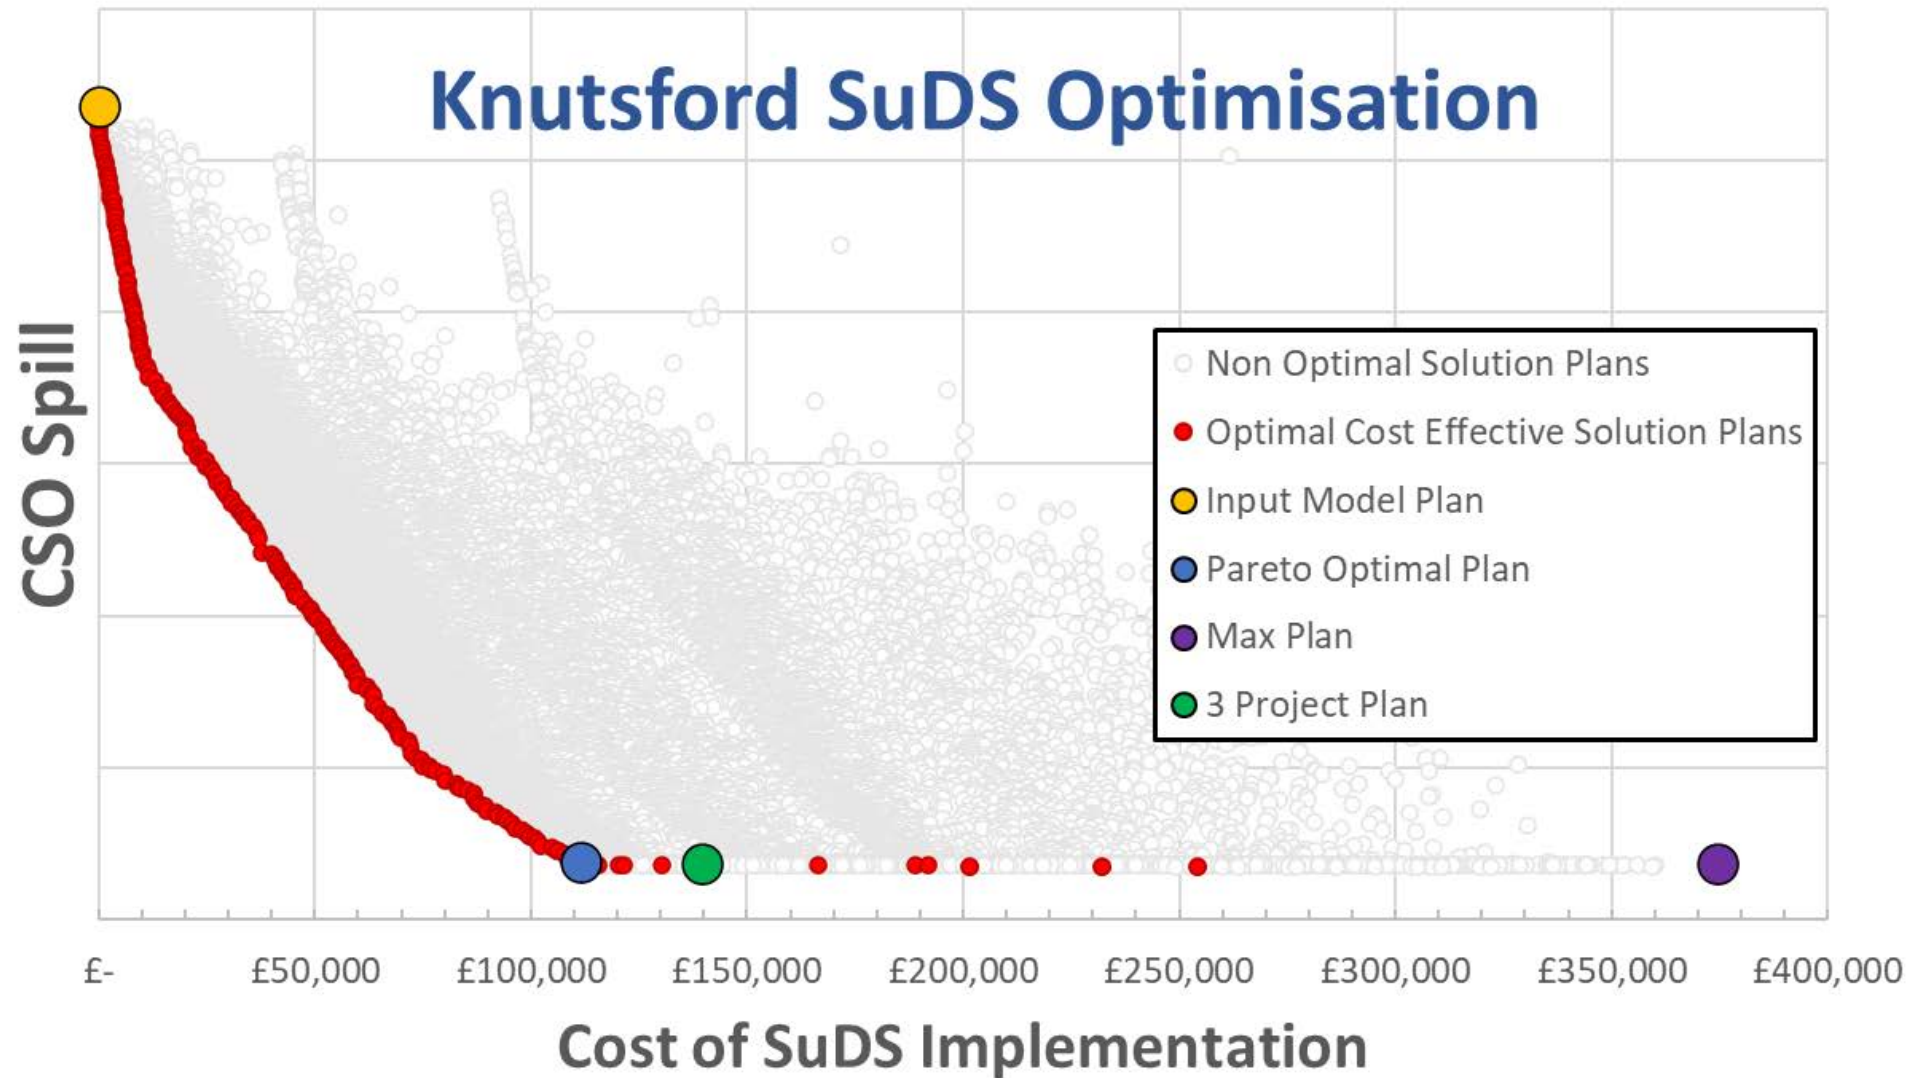 Knutsford SuDS Optimisation
CSO Spill
Non Optimal Solution Plans
Optimal Cost Effective Solution Plans
Input Model Plan
Pareto Optimal Plan
Max Plan
3 Project Plan
£- £50,000 £100,000 £150,000 £200,000 £250,000 £300,000 £350,000 £400,000
Cost of SuDS Implementation